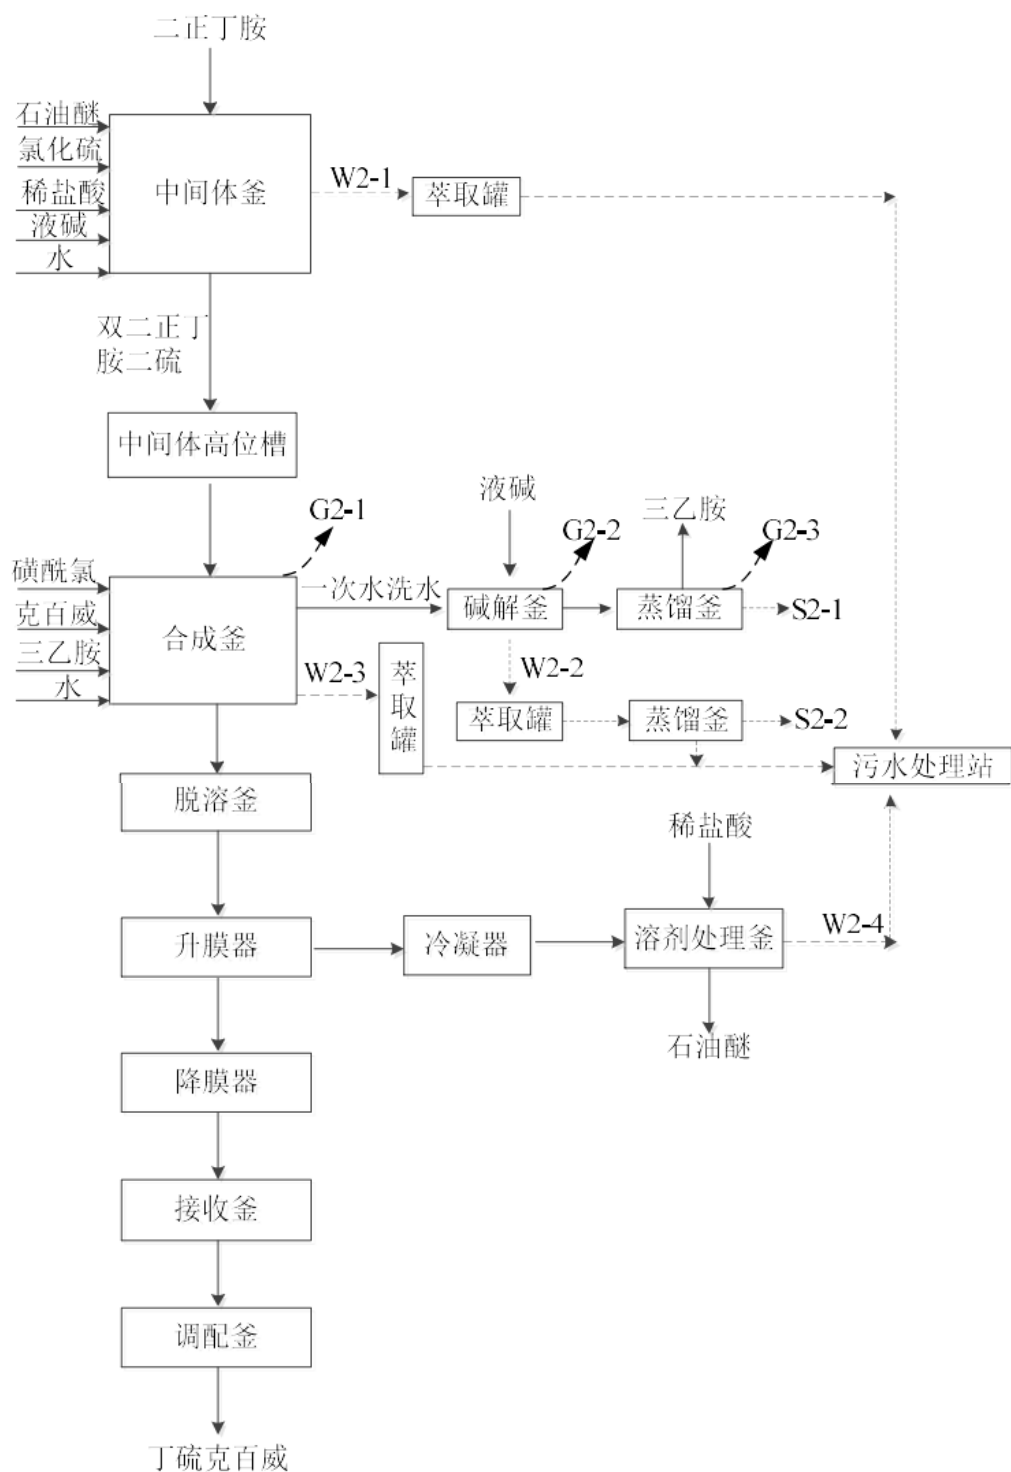 二正丁胺
石油醚
氯化硫
稀盐酸
液碱
水
中间体釜
W2-1
萃取罐
双二正丁
胺二硫
中间体高位槽
G2-1
液碱
G2-2
三乙胺
G2-3
磺酰氯
克百威
三乙胺
水
合成釜
一次水洗水
碱解釜
蒸馏釜
S2-1
W2-3
萃取罐
W2-2
萃取罐
蒸馏釜
S2-2
污水处理站
脱溶釜
稀盐酸
升膜器
冷凝器
溶剂处理釜
W2-4
石油醚
降膜器
接收釜
调配釜
丁硫克百威